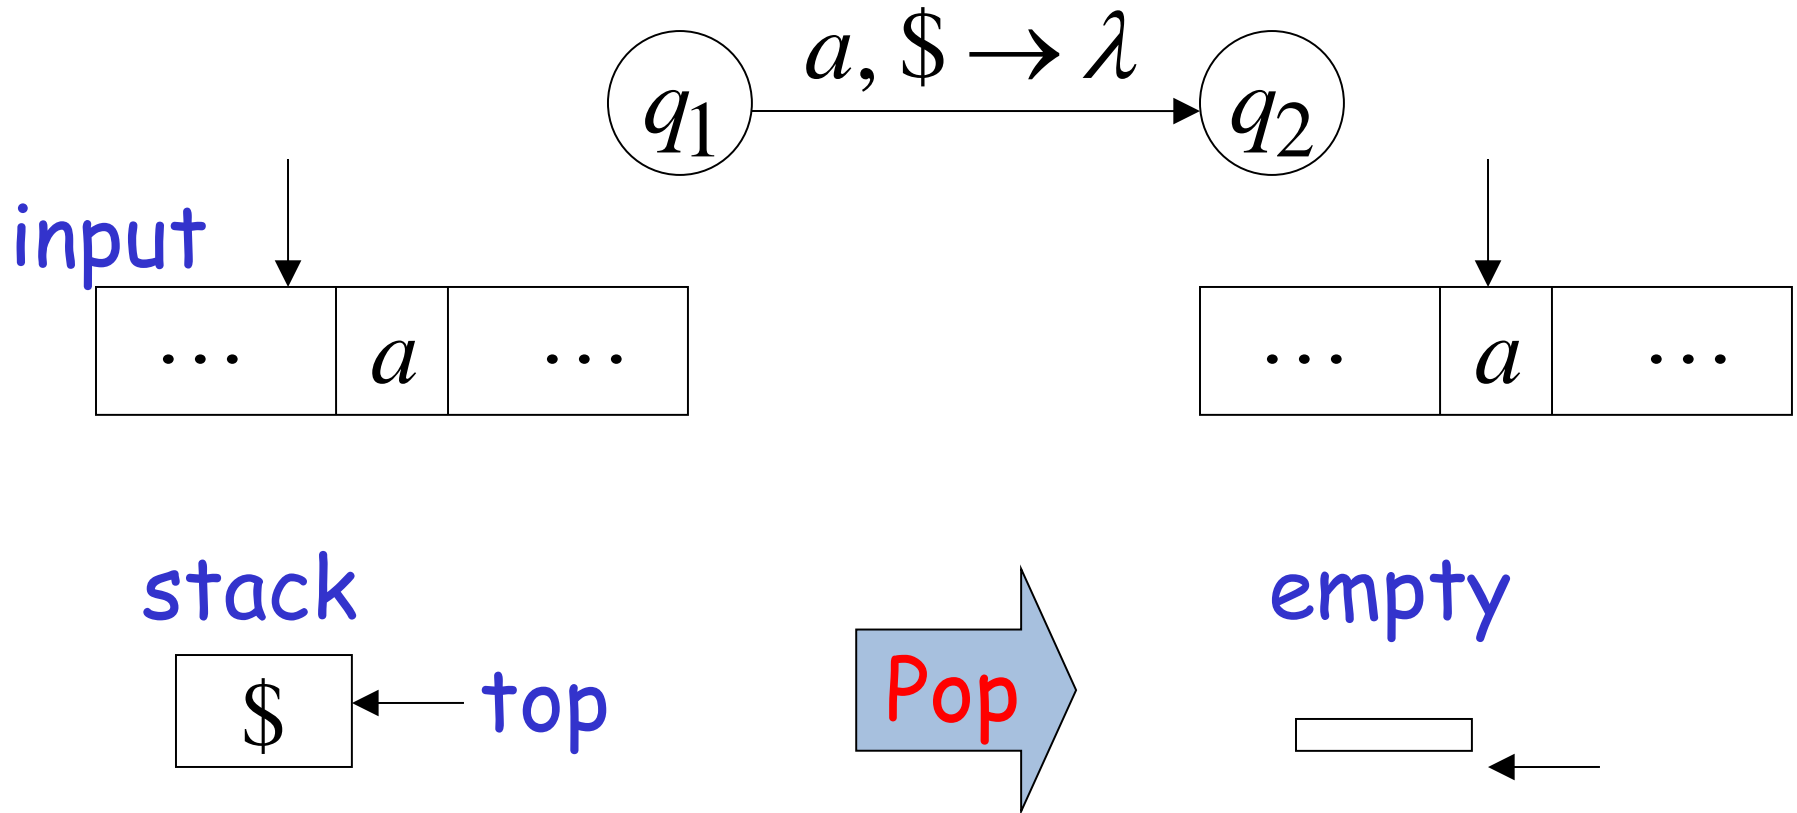 a, $ → λ
q1 q2
input
··· a ··· ··· a ···
stack empty
$ top Pop